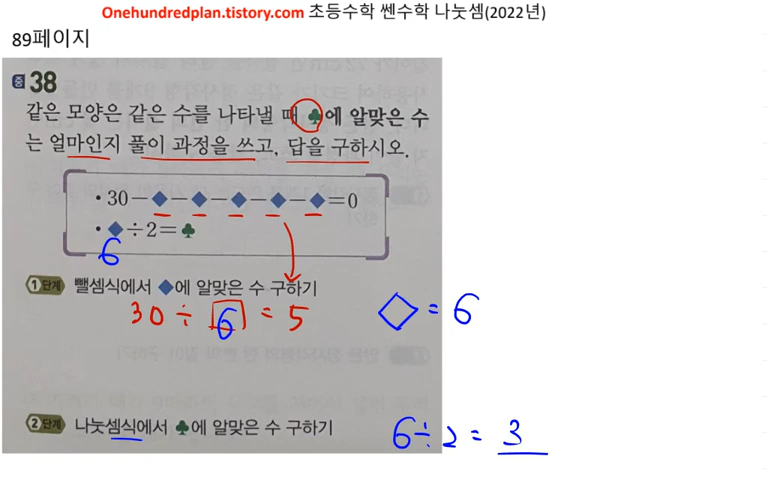 Onehundredplan.tistory.com 초등수학 쎈수학 나눗셈(2022년)
89페이지
중 38
같은 모양은 같은 수를 나타낼 때 ♣에 알맞은 수
는 얼마인지 풀이 과정을 쓰고, 답을 구하시오.
• 30-◆-◆-◆-◆-◆=0
• ◆÷2=♣
6
1단계 뺄셈식에서 ◆에 알맞은 수 구하기
30 ÷ 6 = 5
◇ = 6
2단계 나눗셈식에서 ♣에 알맞은 수 구하기
6÷2 = 3